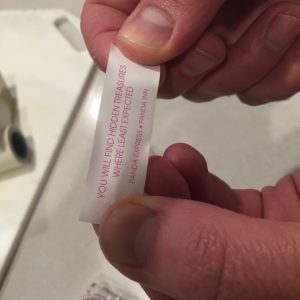 YOU WILL FIND HIDDEN TREASURES
WHERE LEAST EXPECTED
PANDA EXPRESS • PANDA INN